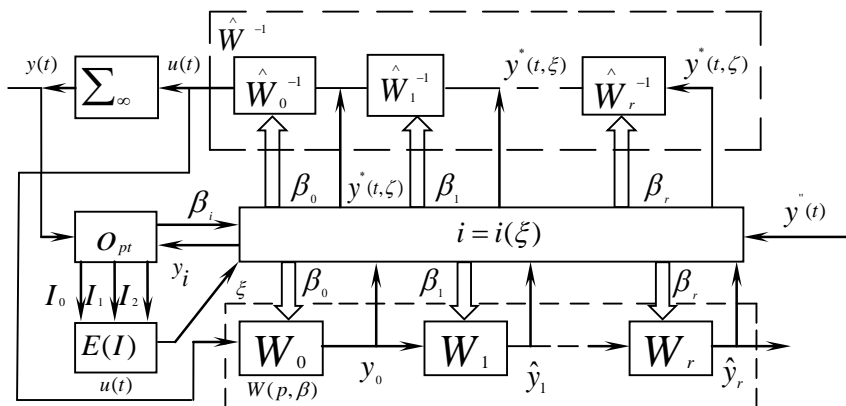 Ŵ⁻¹
y(t) u(t) y*(t,ξ) y*(t,ζ)
∑∞ Ŵ₀⁻¹ Ŵ₁⁻¹ Ŵᵣ⁻¹
β₀ y*(t,ζ) β₁ βᵣ
βᵢ
i = i(ξ) y"(t)
Oₚₜ
yᵢ
I₀ I₁ I₂ ξ β₀ β₁ βᵣ
E(I) W₀ W₁ Wᵣ
y₀ ŷ₁ ŷᵣ
u(t) W(p,β)